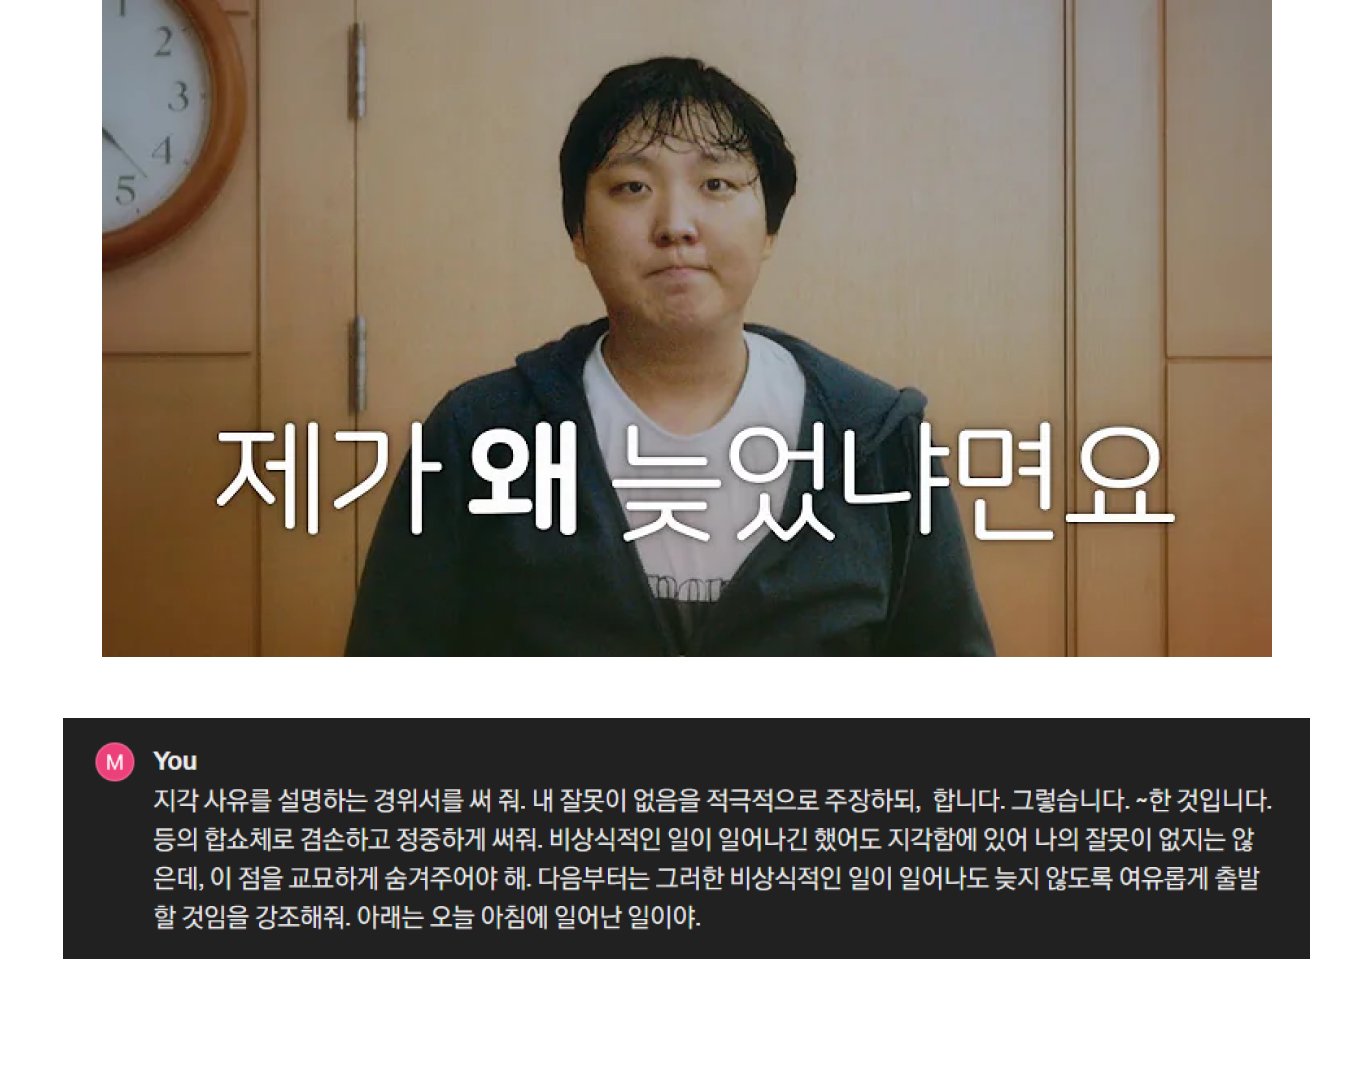 1
2
3
4
5
제가 왜 늦었냐면요
M
You
지각 사유를 설명하는 경위서를 써 줘. 내 잘못이 없음을 적극적으로 주장하되, 합니다. 그렇습니다. ~한 것입니다.
등의 합쇼체로 겸손하고 정중하게 써줘. 비상식적인 일이 일어나긴 했어도 지각함에 있어 나의 잘못이 없지는 않
은데, 이 점을 교묘하게 숨겨주어야 해. 다음부터는 그러한 비상식적인 일이 일어나도 늦지 않도록 여유롭게 출발
할 것임을 강조해줘. 아래는 오늘 아침에 일어난 일이야.